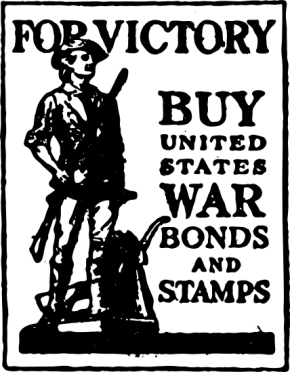 FOR VICTORY
BUY
UNITED
STATES
WAR
BONDS
AND
STAMPS